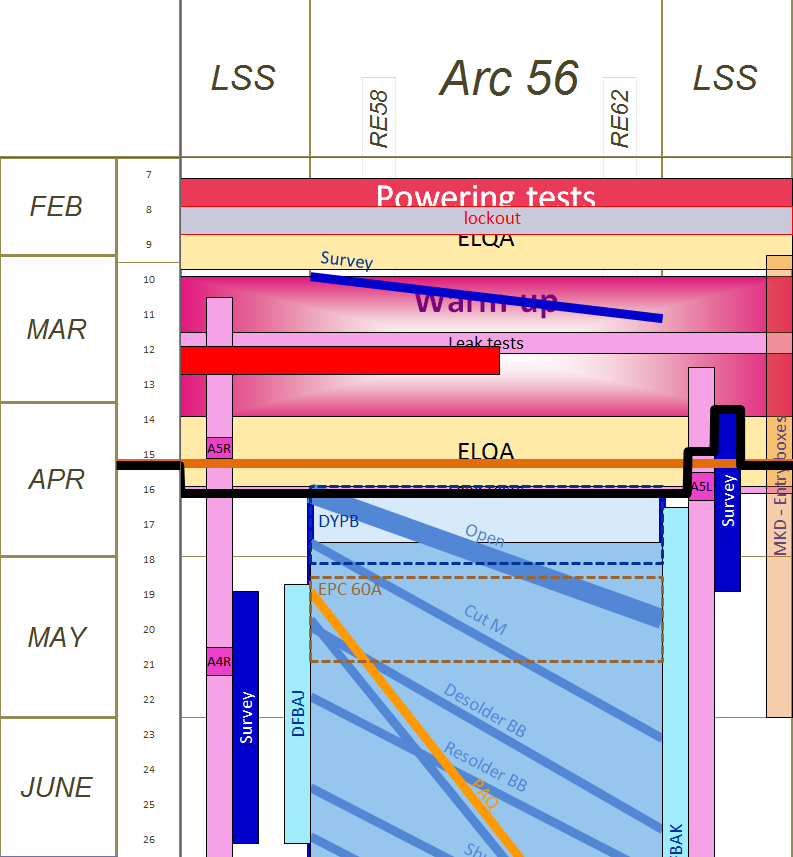 LSS
Arc 56
LSS
RE58
RE62
FEB
7
8
9
Powering tests
lockout
ELQA
MAR
10
11
12
13
Survey
Warm-up
Leak tests
APR
14
15
16
17
18
A5R
ELQA
A5L
Survey
MKD - Entry boxes
DYPB
Open
EPC 60A
MAY
19
20
21
22
A4R
Survey
DFBAJ
Cut M
Desolder BB
Resolder BB
PAQ
JUNE
23
24
25
26